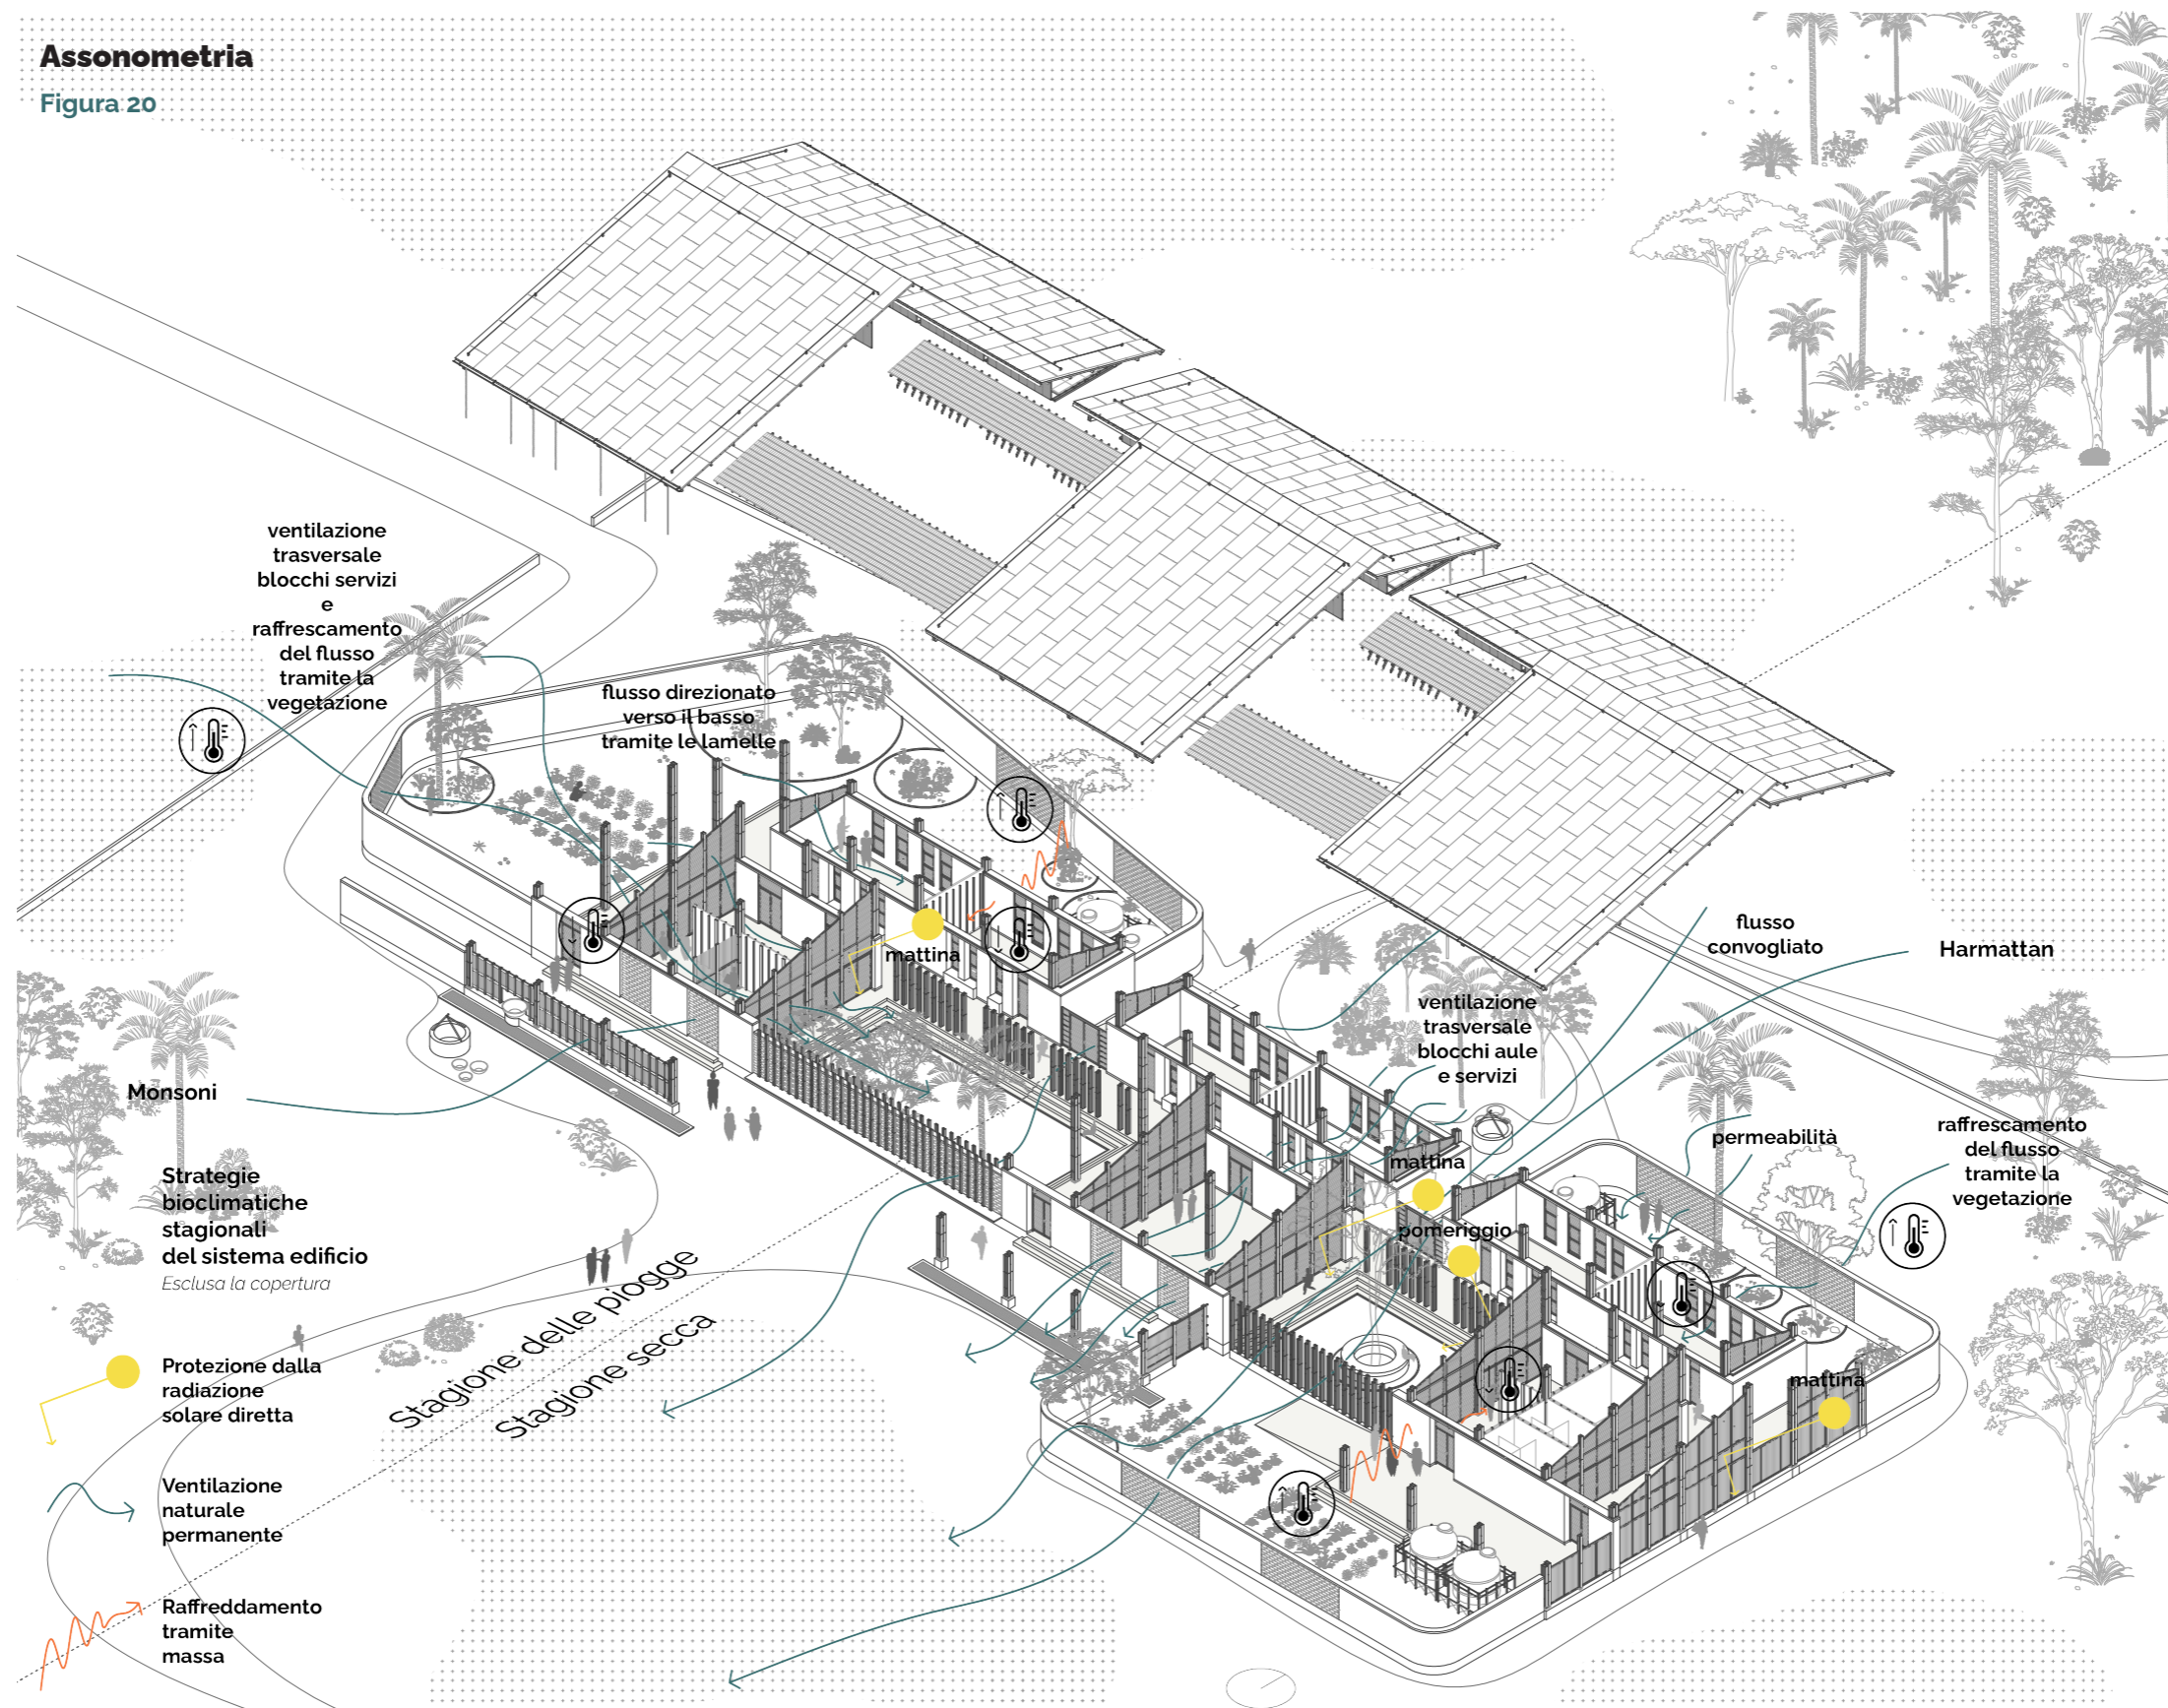 Assonometria
Figura 20
ventilazione
trasversale
blocchi servizi
e
raffrescamento
del flusso
tramite la
vegetazione
flusso direzionato
verso il basso
tramite le lamelle
mattina
flusso
convogliato
Harmattan
ventilazione
trasversale
blocchi aule
e servizi
Monsoni
mattina
pomeriggio
permeabilità
raffrescamento
del flusso
tramite la
vegetazione
mattina
Strategie
bioclimatiche
stagionali
del sistema edificio
Esclusa la copertura
Stagione delle piogge
Stagione secca
Protezione dalla
radiazione
solare diretta
Ventilazione
naturale
permanente
Raffreddamento
tramite
massa